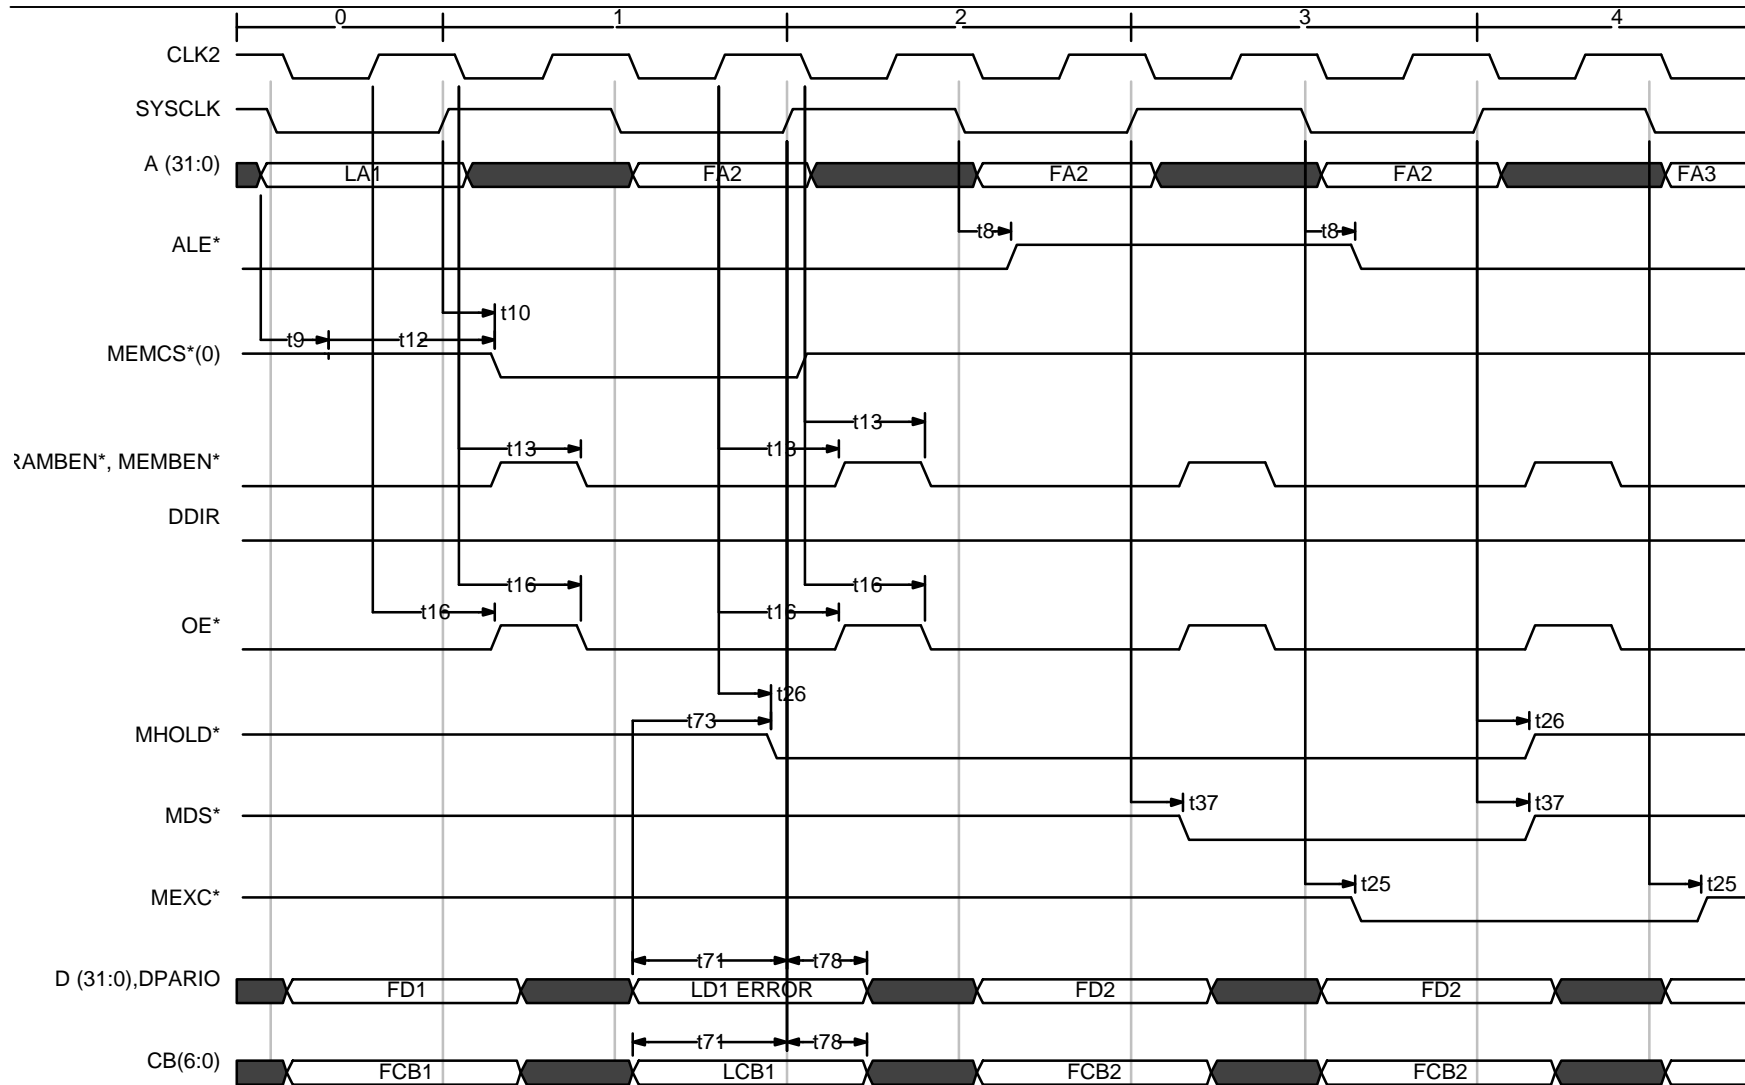 0 1 2 3 4
CLK2
SYSCLK
A (31:0) LA1 FA2 FA2 FA2 FA3
ALE* t8 t8
t10
t9 t12
MEMCS*(0)
t13
t13 t13
RAMBEN*, MEMBEN*
DDIR
t16 t16
t16 t16
OE*
t26
t73 t26
MHOLD*
t37 t37
MDS*
t25 t25
MEXC*
t71 t78
D (31:0),DPARIO FD1 LD1 ERROR FD2 FD2
t71 t78
CB(6:0) FCB1 LCB1 FCB2 FCB2